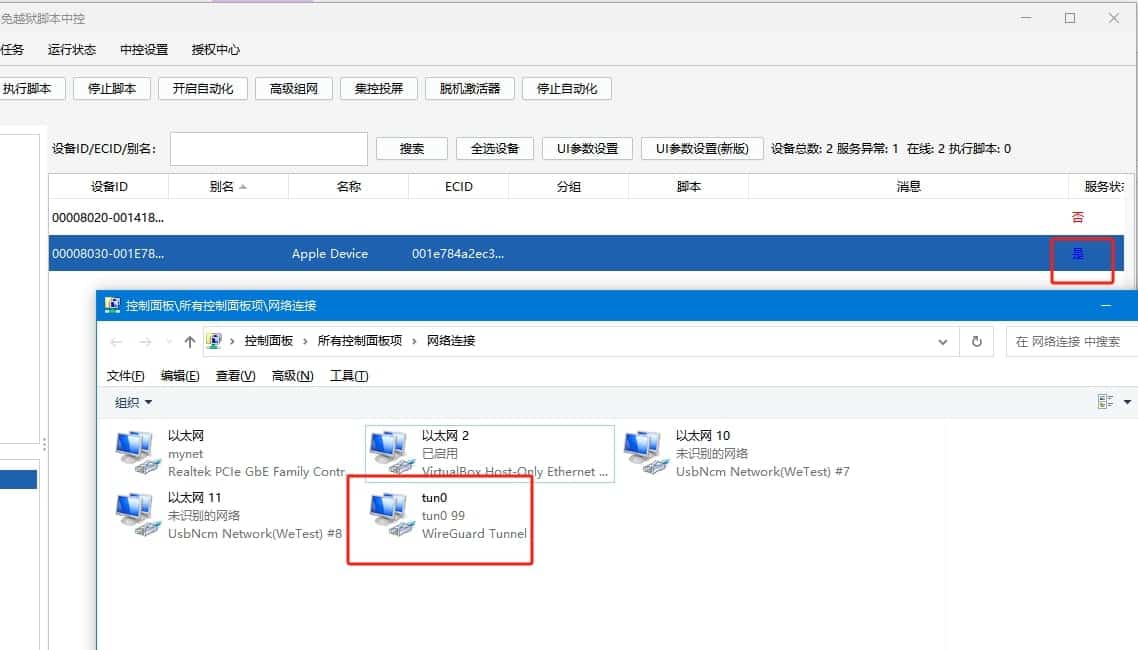 免越狱脚本中控
任务 运行状态 中控设置 授权中心
执行脚本 停止脚本 开启自动化 高级组网 集控投屏 脱机激活器 停止自动化
设备ID/ECID/别名: 搜索 全选设备 UI参数设置 UI参数设置(新版) 设备总数: 2 服务异常: 1 在线: 2 执行脚本: 0
设备ID 别名 名称 ECID 分组 脚本 消息 服务状
00008020-001418... 否
00008030-001E78... Apple Device 001e784a2ec3... 是
控制面板\所有控制面板项\网络连接
控制面板 › 所有控制面板项 › 网络连接 在 网络连接 中搜索
文件(F) 编辑(E) 查看(V) 高级(N) 工具(T)
组织
以太网
mynet
Realtek PCIe GbE Family Contr...
以太网 2
已启用
VirtualBox Host-Only Ethernet ...
以太网 10
未识别的网络
UsbNcm Network(WeTest) #7
以太网 11
未识别的网络
UsbNcm Network(WeTest) #8
tun0
tun0 99
WireGuard Tunnel